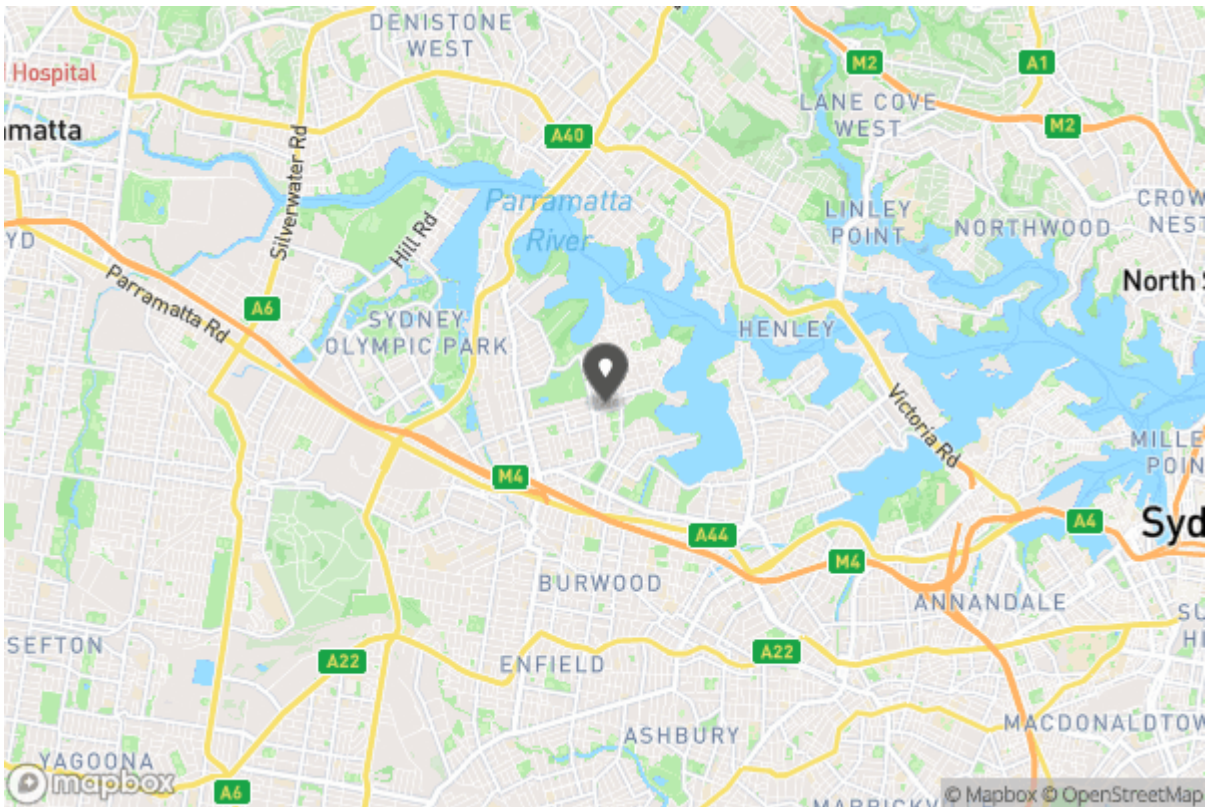 DENISTONE
WEST
Hospital
amatta
M2
A1
LANE COVE
WEST
M2
A40
Silverwater Rd
Parramatta
River
Hill Rd
LINLEY
POINT
NORTHWOOD
CROW
NEST
YD
Parramatta Rd
A6
SYDNEY
OLYMPIC PARK
HENLEY
North S
Victoria Rd
MILLE
POIN
M4
A44
A4
Syd
M4
BURWOOD
ANNANDALE
SU
HI
SEFTON
A22
ENFIELD
A22
ASHBURY
MACDONALDTOW
YAGOONA
mapbox
A6
© Mapbox © OpenStreetMap